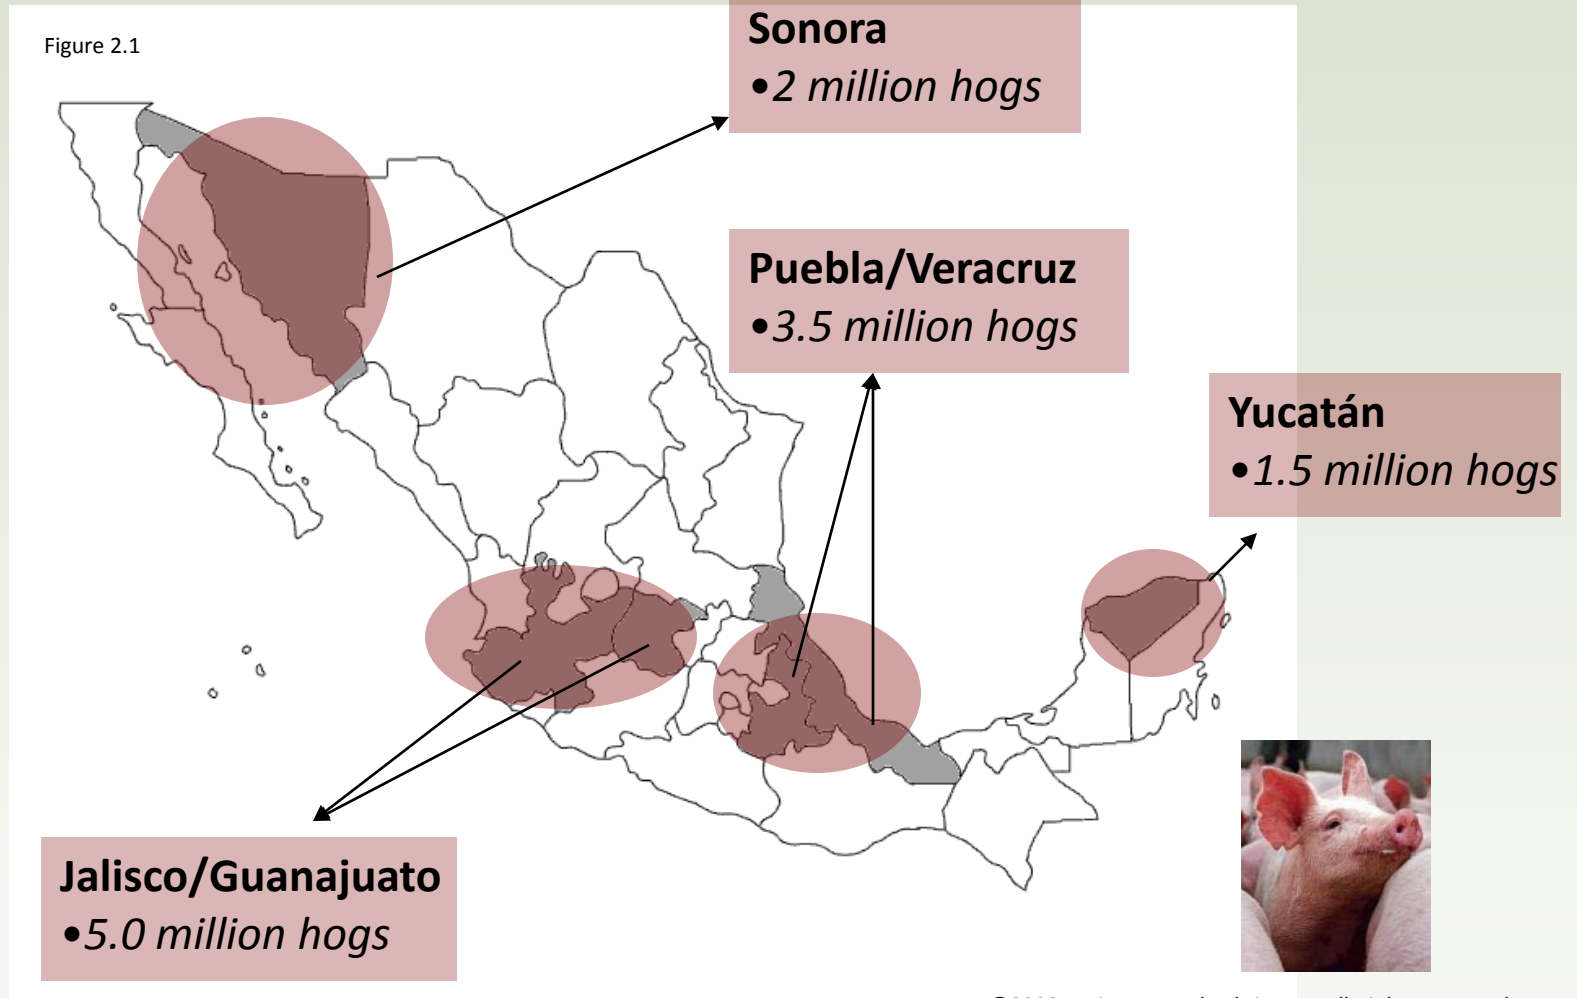 Figure 2.1
Sonora
•2 million hogs
Puebla/Veracruz
•3.5 million hogs
Yucatán
•1.5 million hogs
Jalisco/Guanajuato
•5.0 million hogs